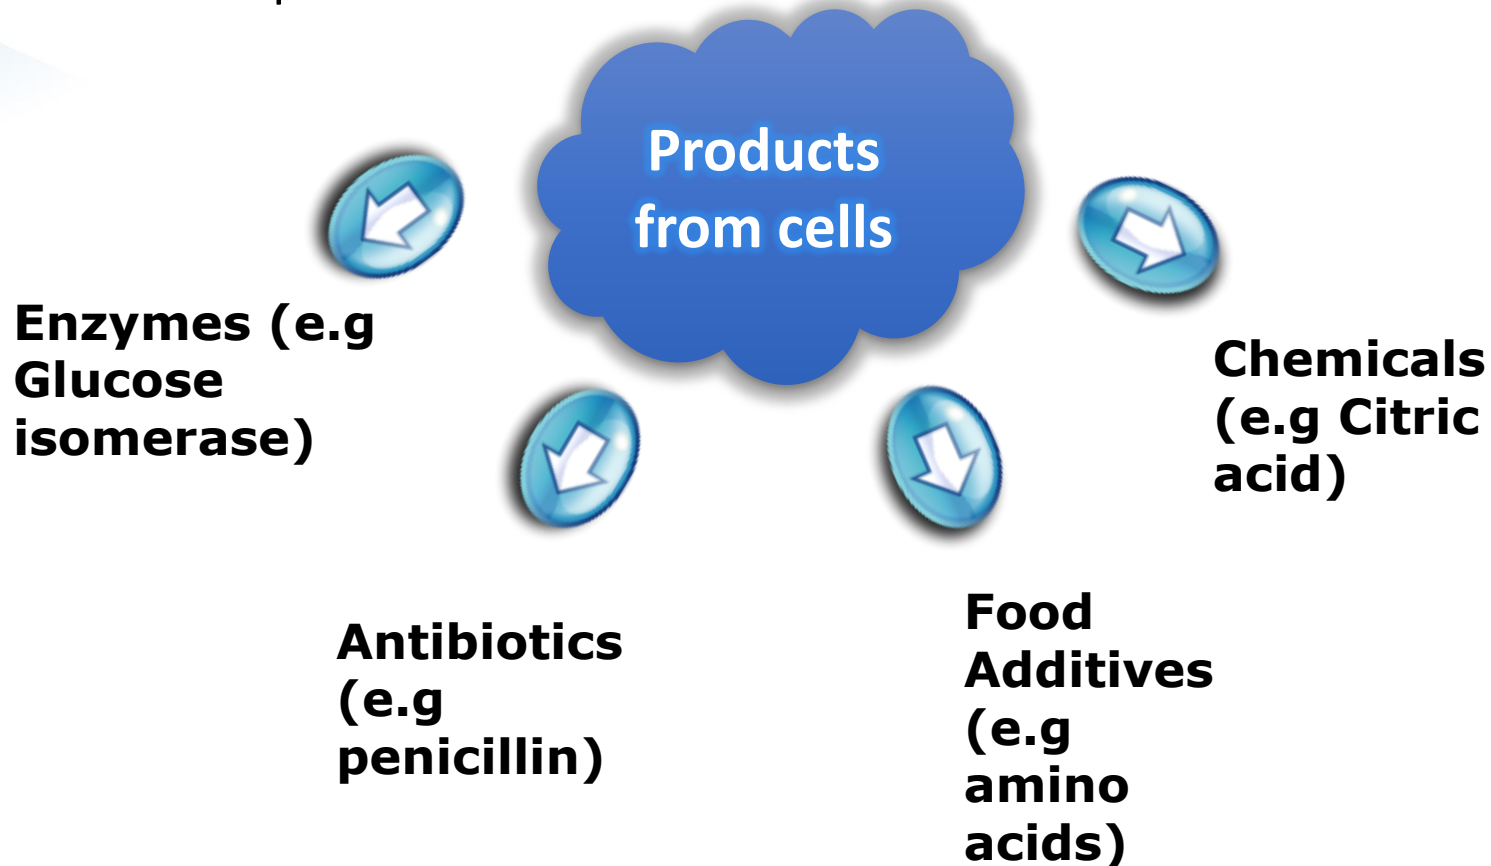 Products
from cells
Enzymes (e.g
Glucose
isomerase)
Chemicals
(e.g Citric
acid)
Antibiotics
(e.g
penicillin)
Food
Additives
(e.g
amino
acids)